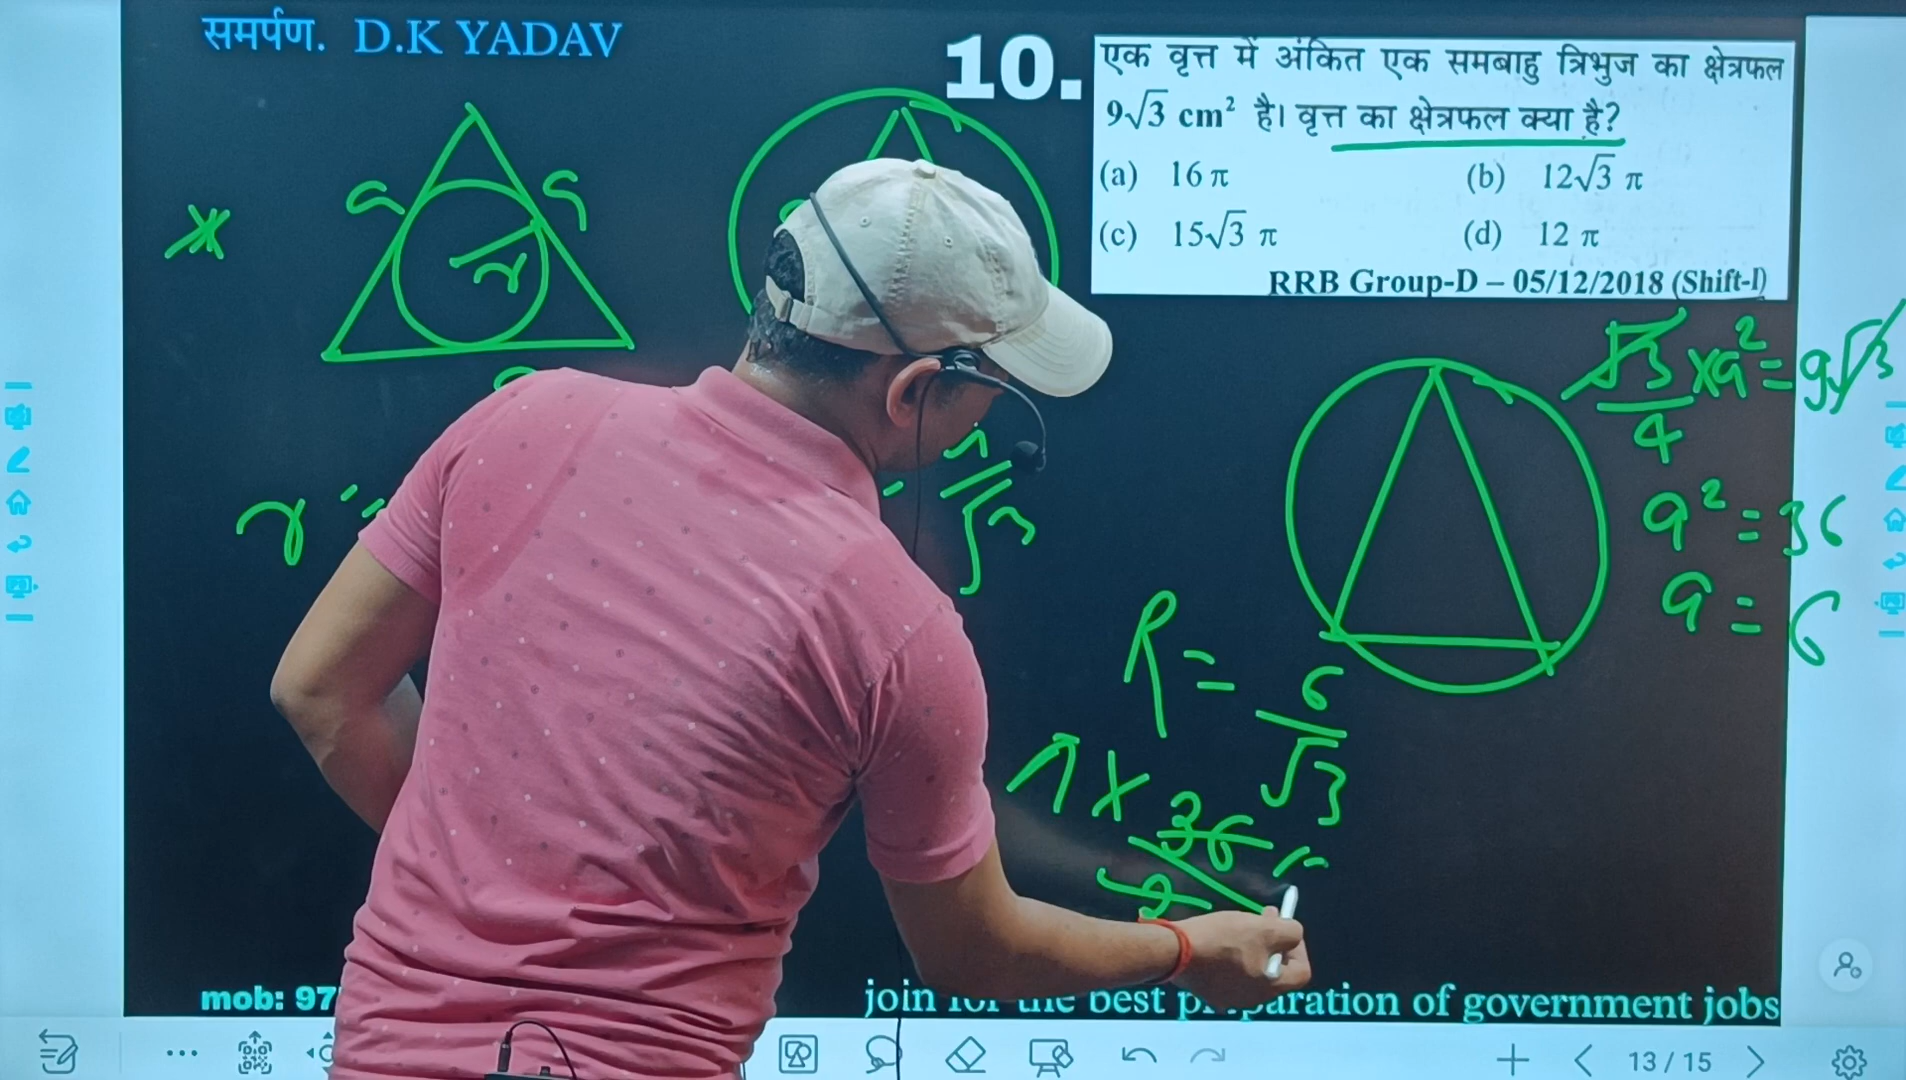 समर्पण. D.K YADAV
10.
एक वृत्त में अंकित एक समबाहु त्रिभुज का क्षेत्रफल
9√3 cm² है। वृत्त का क्षेत्रफल क्या है?
(a) 16 π (b) 12√3 π
(c) 15√3 π (d) 12 π
RRB Group-D – 05/12/2018 (Shift-I)
a a
r
√3/4 × a² = 9√3
a² = 36
a = 6
r =
√3
R = 6/√3
π × 36
mob: 97
join for the best preparation of government jobs
13 / 15